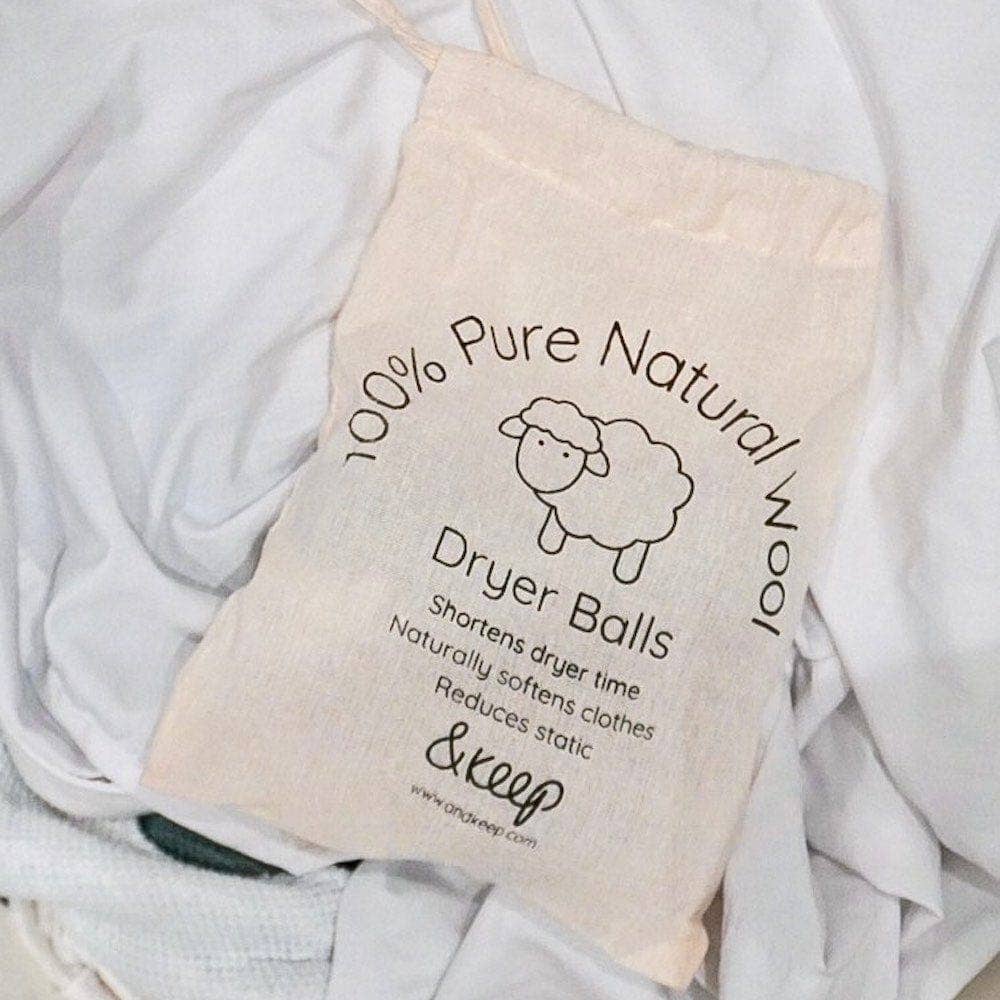 100% Pure Natural Wool
Dryer Balls
Shortens dryer time
Naturally softens clothes
Reduces static
&Keep
www.andkeep.com